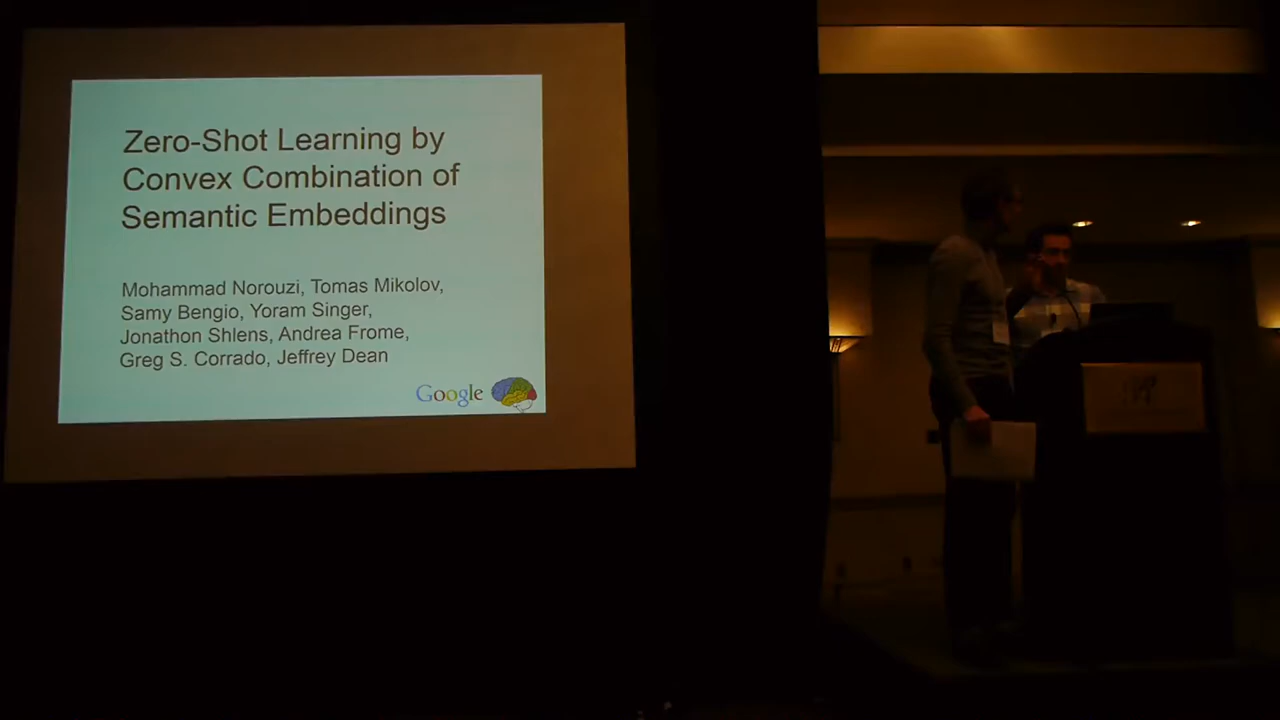 Zero-Shot Learning by
Convex Combination of
Semantic Embeddings
Mohammad Norouzi, Tomas Mikolov,
Samy Bengio, Yoram Singer,
Jonathon Shlens, Andrea Frome,
Greg S. Corrado, Jeffrey Dean
Google